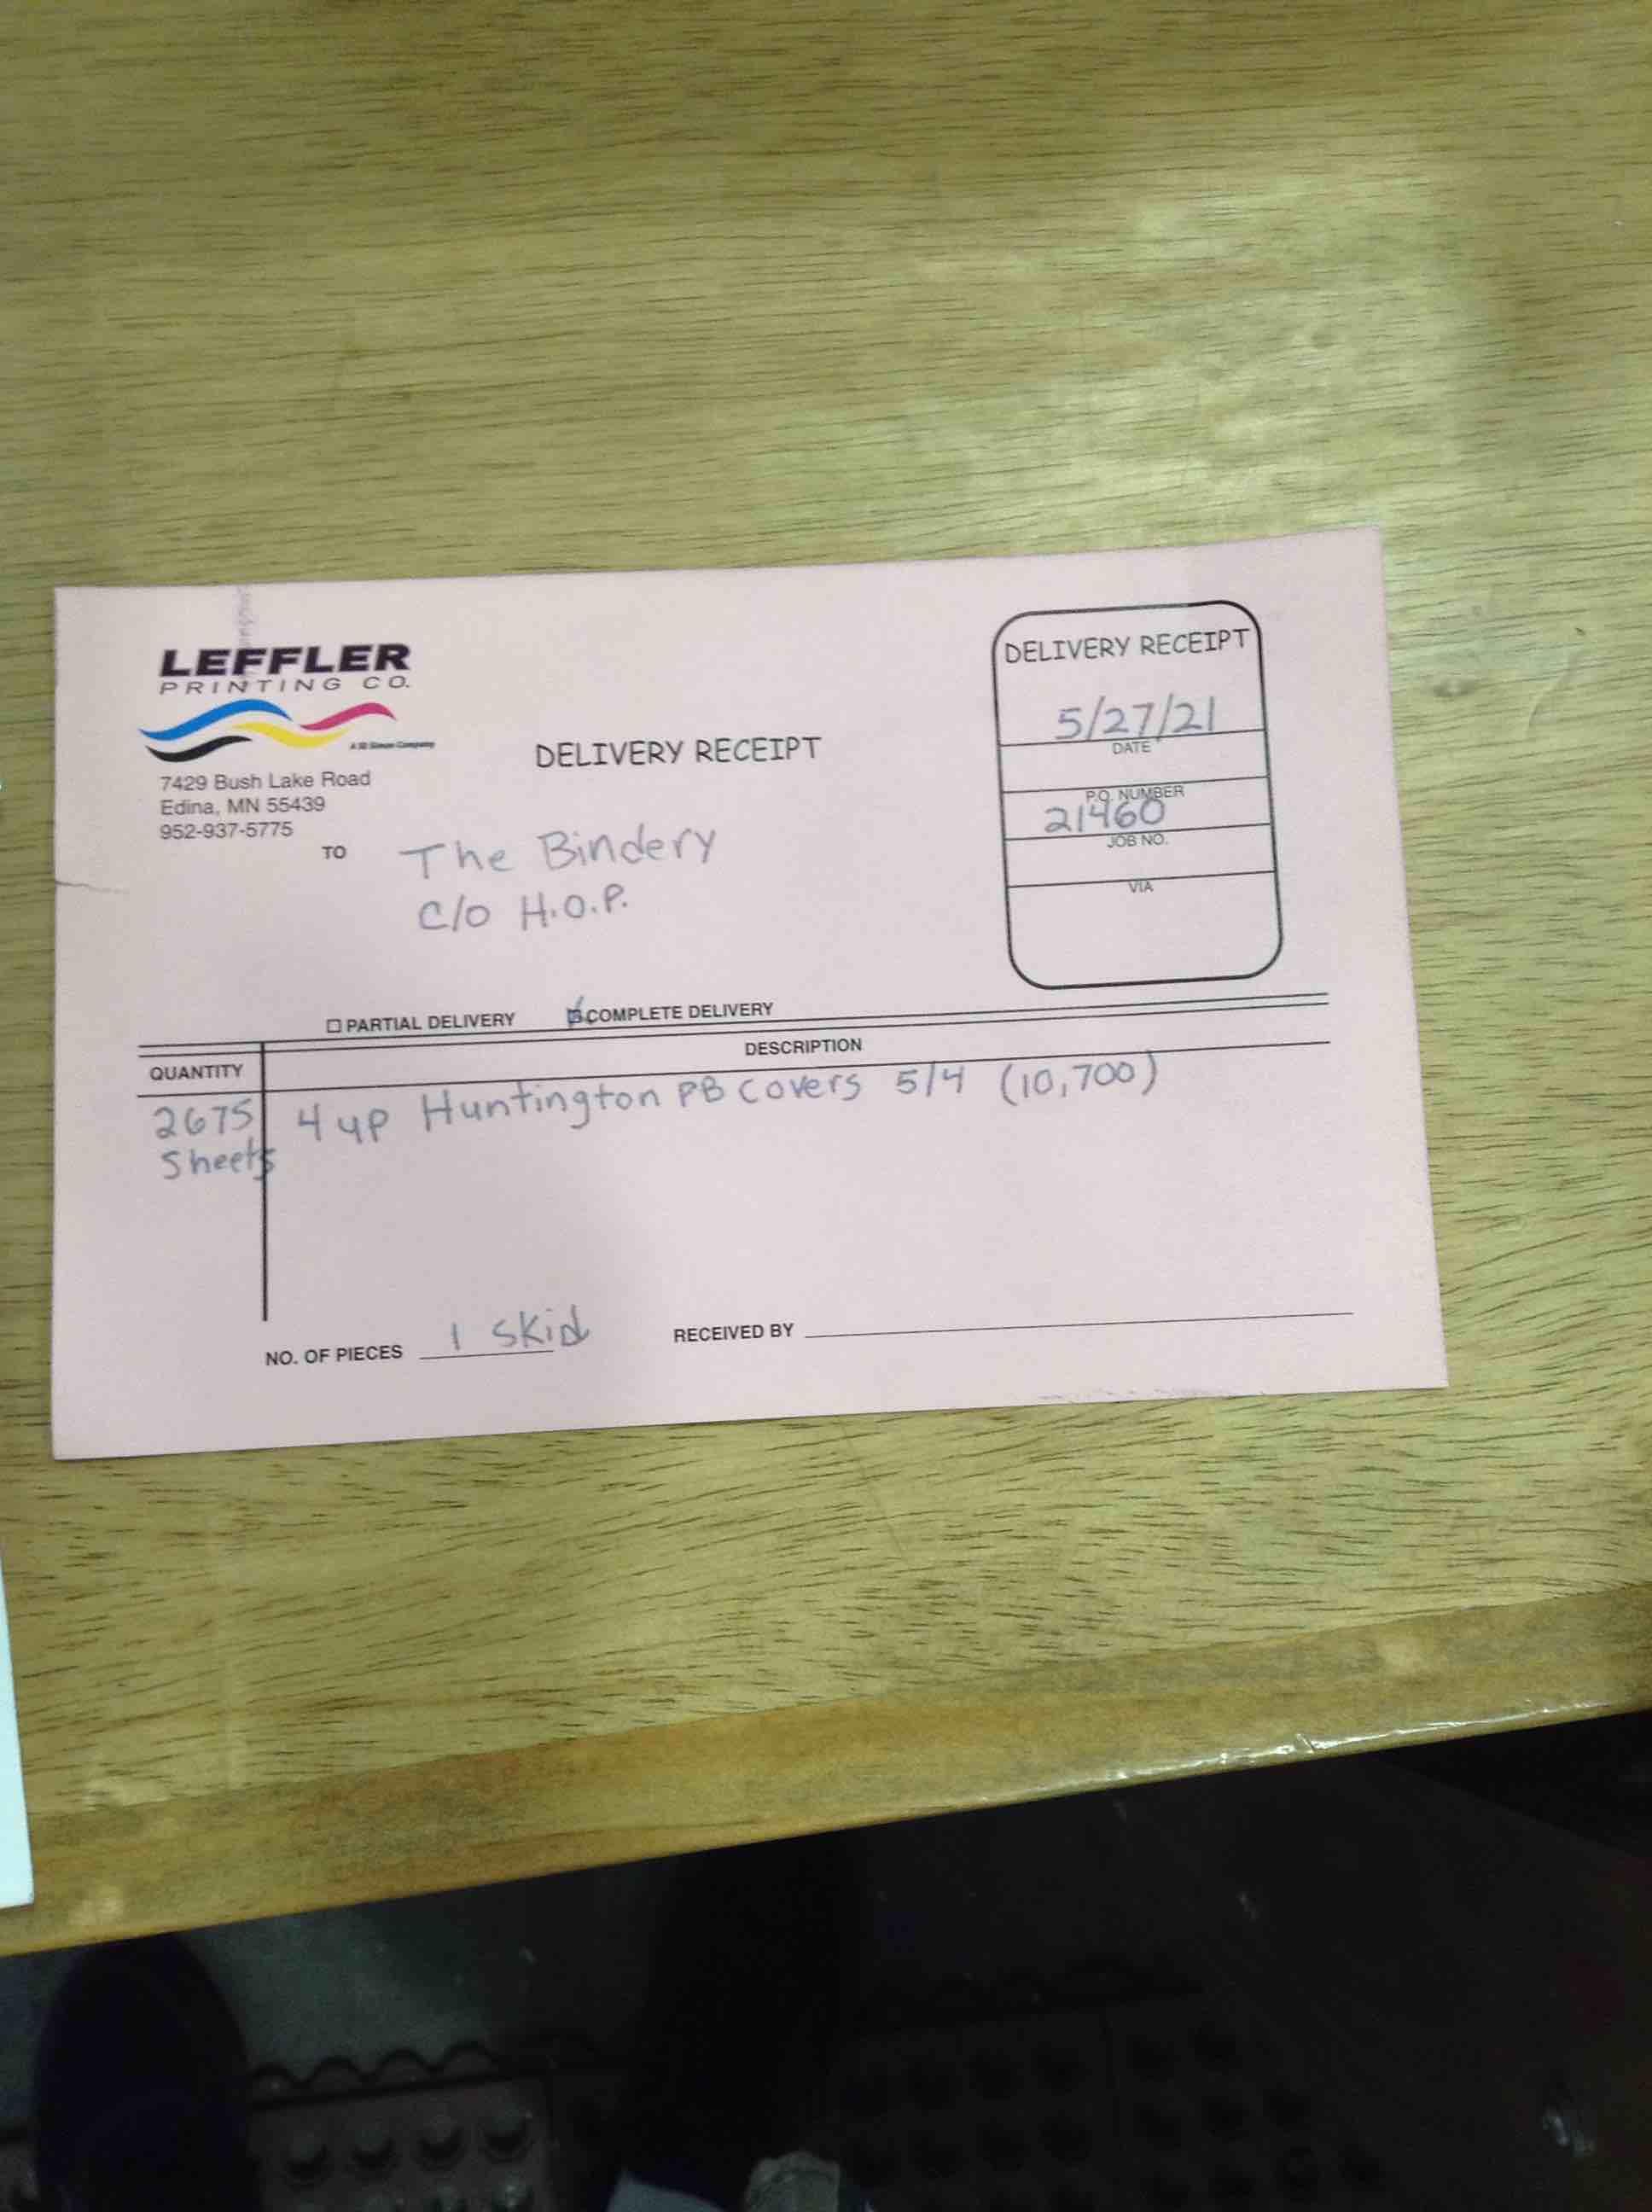 LEFFLER
PRINTING CO.
7429 Bush Lake Road
Edina, MN 55439
952-937-5775
DELIVERY RECEIPT
DELIVERY RECEIPT
5/27/21
DATE
P.O. NUMBER
21460
JOB NO.
VIA
TO The Bindery
C/O H.O.P.
PARTIAL DELIVERY COMPLETE DELIVERY
QUANTITY DESCRIPTION
2675 4 up Huntington PB Covers 5/4 (10,700)
Sheets
NO. OF PIECES 1 Skid RECEIVED BY